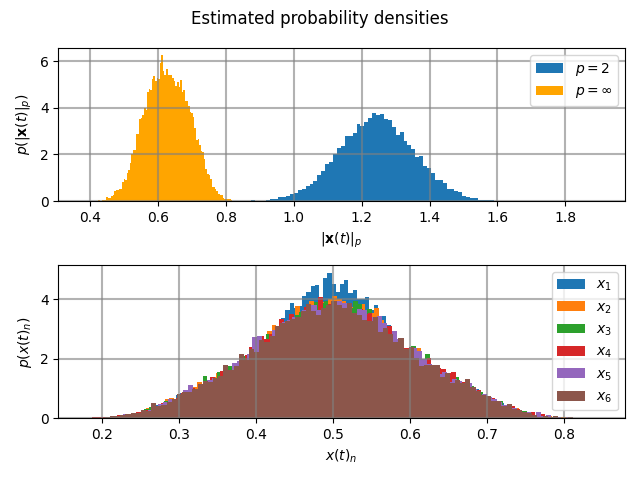 Estimated probability densities
p(|𝐱(t)|ₚ)
6
4
2
0
p = 2
p = ∞
0.4 0.6 0.8 1.0 1.2 1.4 1.6 1.8
|𝐱(t)|ₚ
p(x(t)ₙ)
4
2
0
x₁
x₂
x₃
x₄
x₅
x₆
0.2 0.3 0.4 0.5 0.6 0.7 0.8
x(t)ₙ